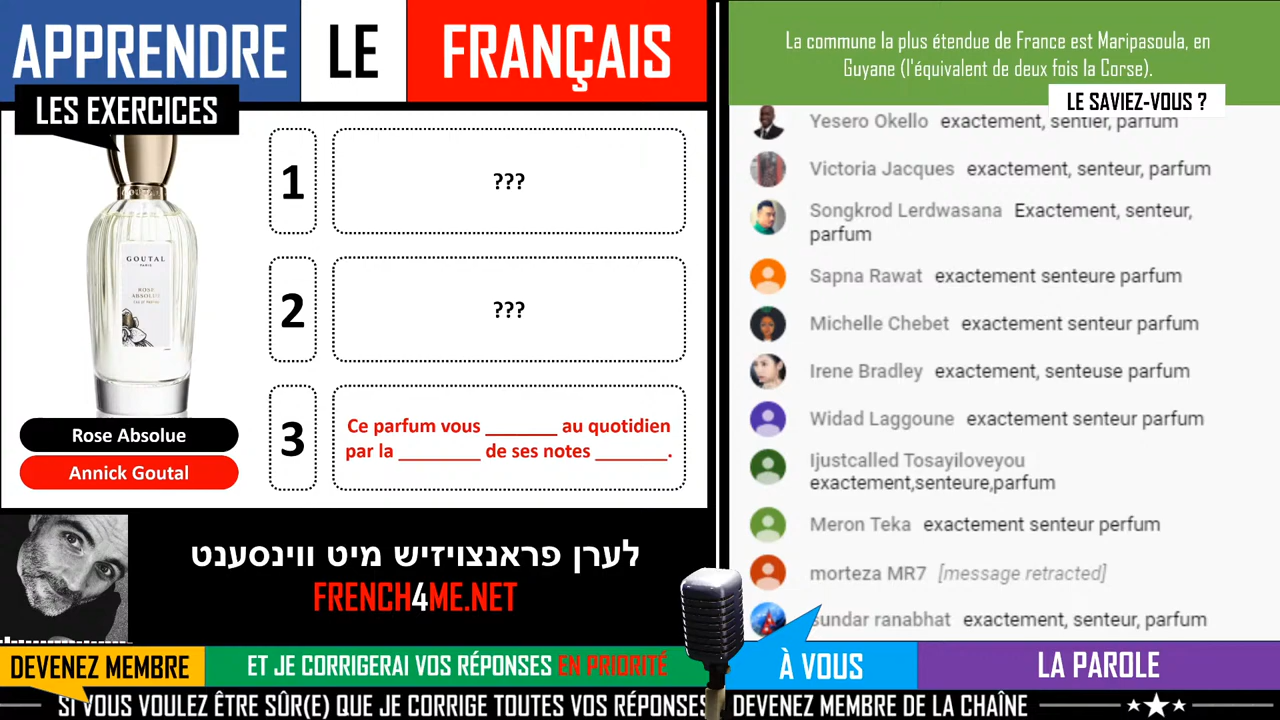 APPRENDRE LE FRANÇAIS
LES EXERCICES
GOUTAL
PARIS
ROSE
ABSOLUE
Rose Absolue
Annick Goutal
1
???
2
???
3
Ce parfum vous _______ au quotidien
par la ________ de ses notes _______.
לערן פראנצויזיש מיט ווינסענט
FRENCH4ME.NET
La commune la plus étendue de France est Maripasoula, en
Guyane (l'équivalent de deux fois la Corse).
LE SAVIEZ-VOUS ?
Yesero Okello exactement, sentier, parfum
Victoria Jacques exactement, senteur, parfum
Songkrod Lerdwasana Exactement, senteur,
parfum
Sapna Rawat exactement senteure parfum
Michelle Chebet exactement senteur parfum
Irene Bradley exactement, senteuse parfum
Widad Laggoune exactement senteur parfum
Ijustcalled Tosayiloveyou
exactement,senteure,parfum
Meron Teka exactement senteur perfum
morteza MR7 [message retracted]
sundar ranabhat exactement, senteur, parfum
DEVENEZ MEMBRE
ET JE CORRIGERAI VOS RÉPONSES EN PRIORITÉ
À VOUS
LA PAROLE
SI VOUS VOULEZ ÊTRE SÛR(E) QUE JE CORRIGE TOUTES VOS RÉPONSES
DEVENEZ MEMBRE DE LA CHAÎNE